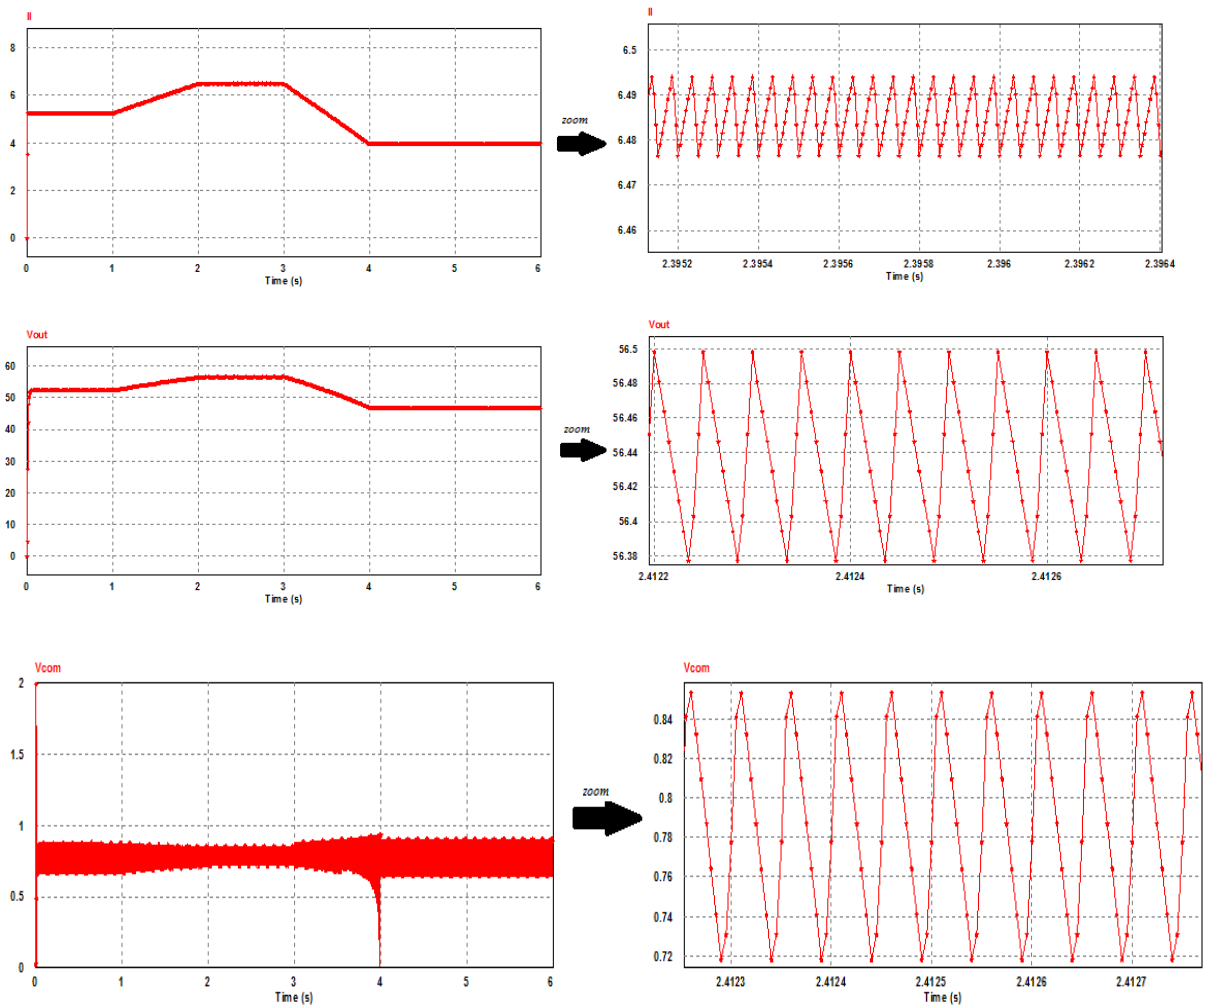 Il
8
6
4
2
0
0 1 2 3 4 5 6
Time (s)
zoom
Il
6.5
6.49
6.48
6.47
6.46
2.3952 2.3954 2.3956 2.3958 2.396 2.3962 2.3964
Time (s)
Vout
60
50
40
30
20
10
0
0 1 2 3 4 5 6
Time (s)
zoom
Vout
56.5
56.48
56.46
56.44
56.42
56.4
56.38
2.4122 2.4124 2.4126
Time (s)
Vcom
2
1.5
1
0.5
0
0 1 2 3 4 5 6
Time (s)
zoom
Vcom
0.84
0.82
0.8
0.78
0.76
0.74
0.72
2.4123 2.4124 2.4125 2.4126 2.4127
Time (s)